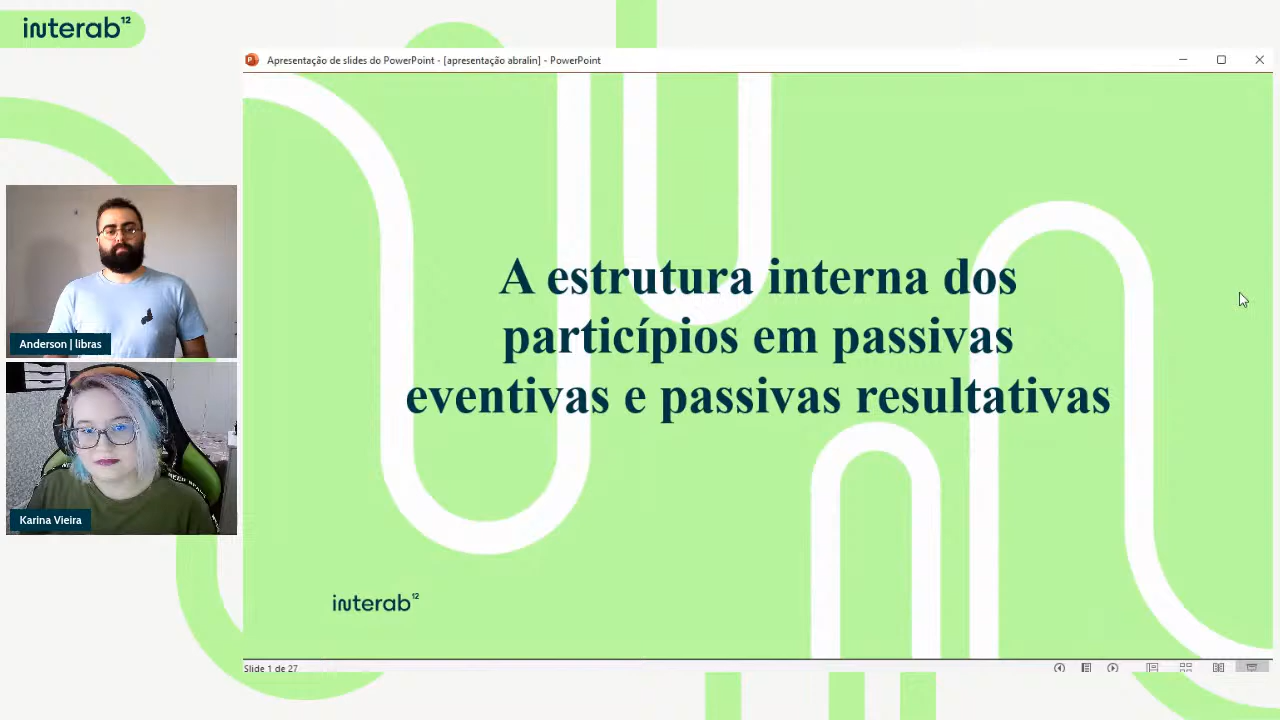 interab12
Apresentação de slides do PowerPoint - [apresentação abralin] - PowerPoint
A estrutura interna dos
particípios em passivas
eventivas e passivas resultativas
Anderson | libras
Karina Vieira
interab12
Slide 1 de 27